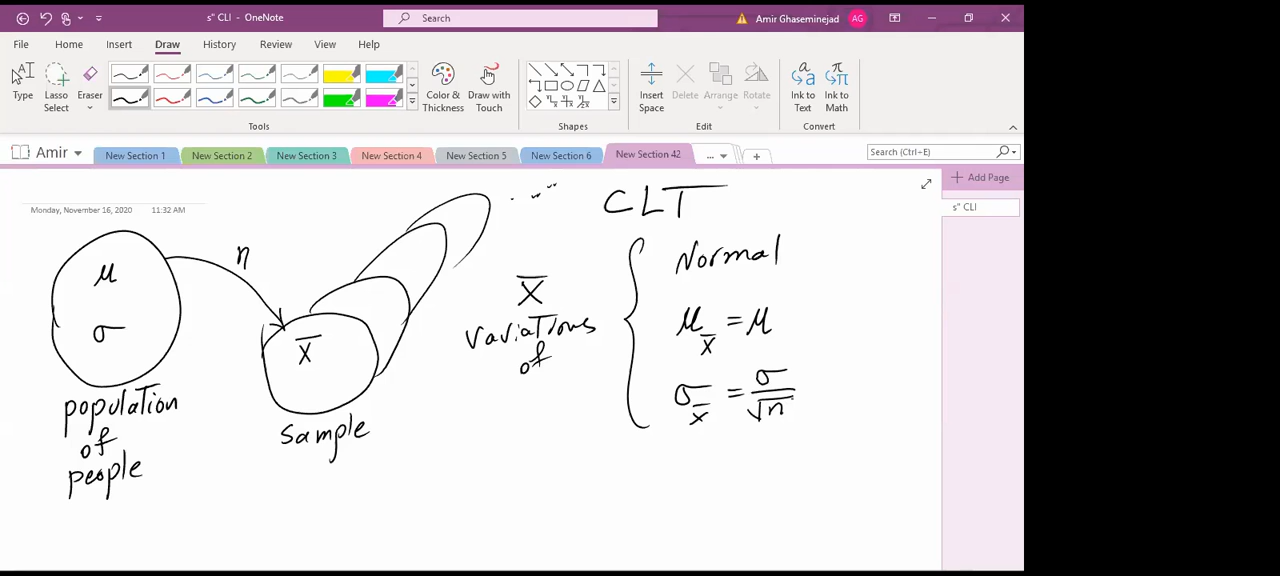 s" CLI - OneNote
Search
Amir Ghaseminejad
AG
File Home Insert Draw History Review View Help
Type
Lasso Select
Eraser
Color & Thickness
Draw with Touch
Insert Space
Delete
Arrange
Rotate
Ink to Text
Ink to Math
Tools
Shapes
Edit
Convert
Amir
New Section 1
New Section 2
New Section 3
New Section 4
New Section 5
New Section 6
New Section 42
...
Search (Ctrl+E)
Add Page
s" CLI
Monday, November 16, 2020 11:32 AM
μ
σ
population
of
people
n
X̄
sample
X̄
variations
of
CLT
Normal
μ_X̄ = μ
σ_X̄ = σ/√n